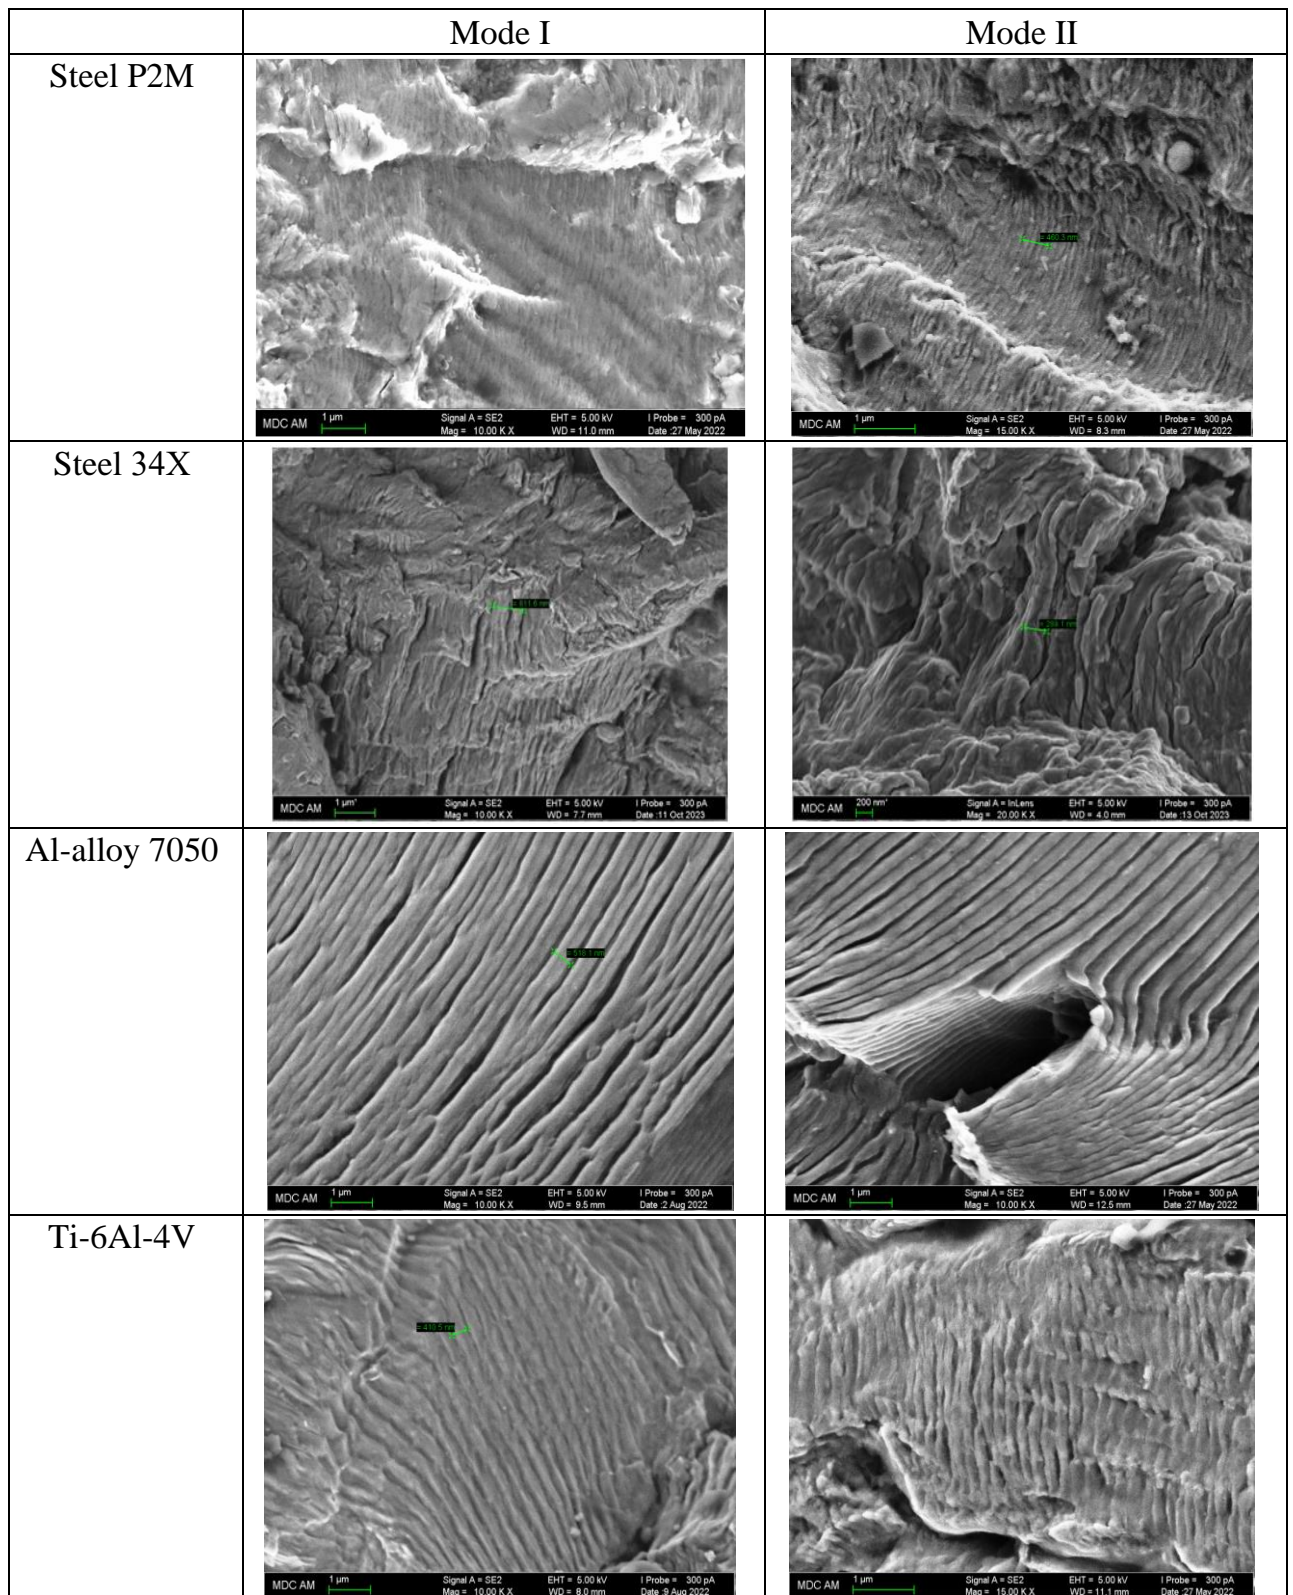 Mode I Mode II
Steel P2M
= 460.3 nm
MDC AM 1 µm Signal A = SE2 EHT = 5.00 kV I Probe = 300 pA
Mag = 10.00 K X WD = 11.0 mm Date :27 May 2022
MDC AM 1 µm Signal A = SE2 EHT = 5.00 kV I Probe = 300 pA
Mag = 15.00 K X WD = 8.3 mm Date :27 May 2022
Steel 34X
= 811.6 nm
MDC AM 1 µm* Signal A = SE2 EHT = 5.00 kV I Probe = 300 pA
Mag = 10.00 K X WD = 7.7 mm Date :11 Oct 2023
MDC AM 200 nm* Signal A = InLens EHT = 5.00 kV I Probe = 300 pA
Mag = 20.00 K X WD = 4.0 mm Date :13 Oct 2023
Al-alloy 7050
MDC AM 1 µm Signal A = SE2 EHT = 5.00 kV I Probe = 300 pA
Mag = 10.00 K X WD = 9.5 mm Date :2 Aug 2022
MDC AM 1 µm Signal A = SE2 EHT = 5.00 kV I Probe = 300 pA
Mag = 10.00 K X WD = 12.5 mm Date :27 May 2022
Ti-6Al-4V
MDC AM 1 µm Signal A = SE2 EHT = 5.00 kV I Probe = 300 pA
Mag = 10.00 K X WD = 8.0 mm Date :9 Aug 2022
MDC AM 1 µm Signal A = SE2 EHT = 5.00 kV I Probe = 300 pA
Mag = 15.00 K X WD = 11.1 mm Date :27 May 2022